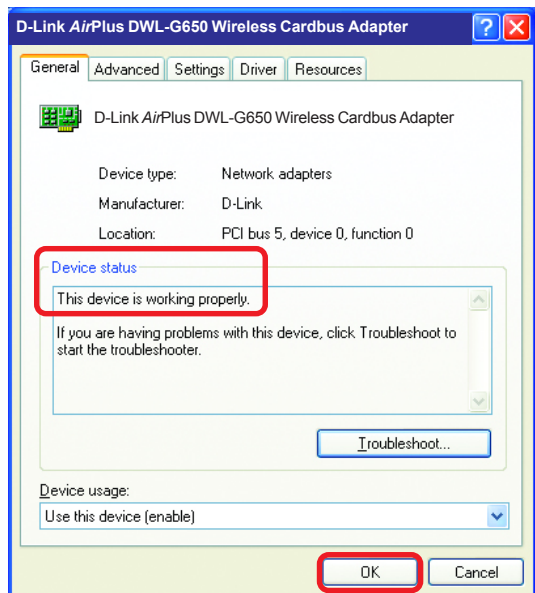 D-Link AirPlus DWL-G650 Wireless Cardbus Adapter
General Advanced Settings Driver Resources
D-Link AirPlus DWL-G650 Wireless Cardbus Adapter
Device type: Network adapters
Manufacturer: D-Link
Location: PCI bus 5, device 0, function 0
Device status
This device is working properly.
If you are having problems with this device, click Troubleshoot to
start the troubleshooter.
Troubleshoot...
Device usage:
Use this device (enable)
OK Cancel